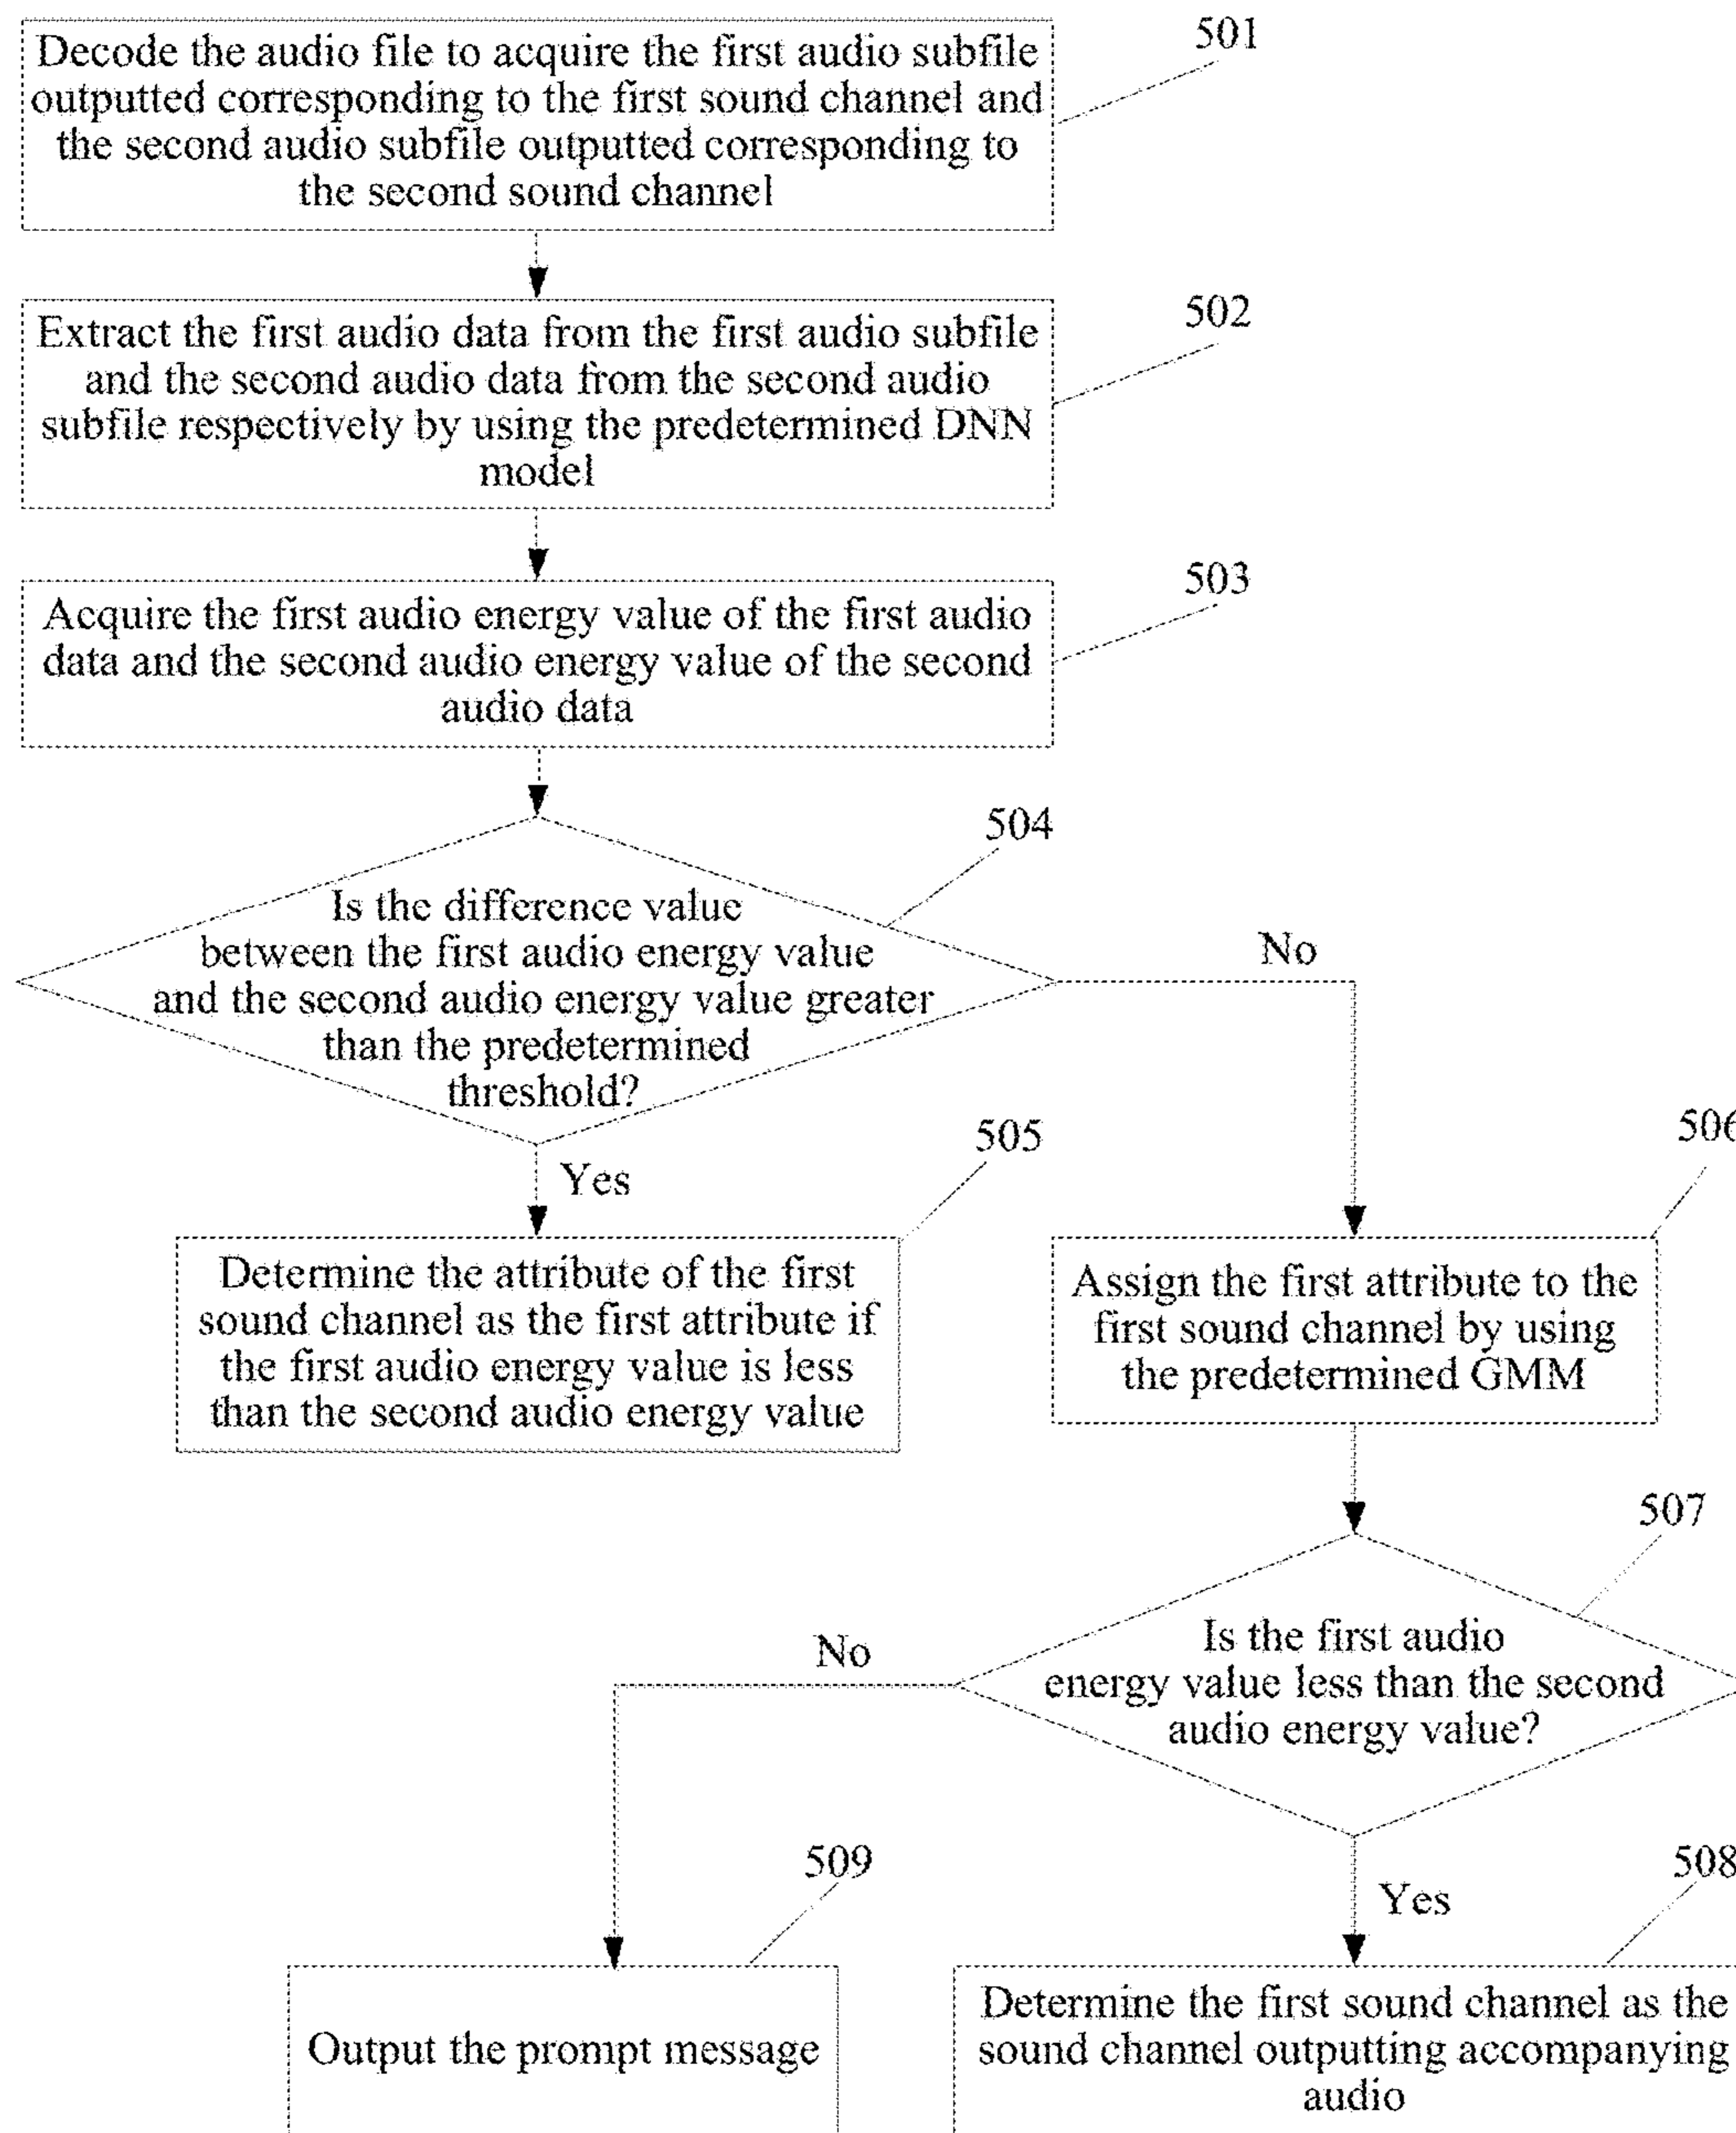 501
Decode the audio file to acquire the first audio subfile
outputted corresponding to the first sound channel and
the second audio subfile outputted corresponding to
the second sound channel
502
Extract the first audio data from the first audio subfile
and the second audio data from the second audio
subfile respectively by using the predetermined DNN
model
503
Acquire the first audio energy value of the first audio
data and the second audio energy value of the second
audio data
504
Is the difference value
between the first audio energy value
and the second audio energy value greater
than the predetermined
threshold?
No
Yes
505
Determine the attribute of the first
sound channel as the first attribute if
the first audio energy value is less
than the second audio energy value
506
Assign the first attribute to the
first sound channel by using
the predetermined GMM
507
Is the first audio
energy value less than the second
audio energy value?
No
Yes
509
Output the prompt message
508
Determine the first sound channel as the
sound channel outputting accompanying
audio